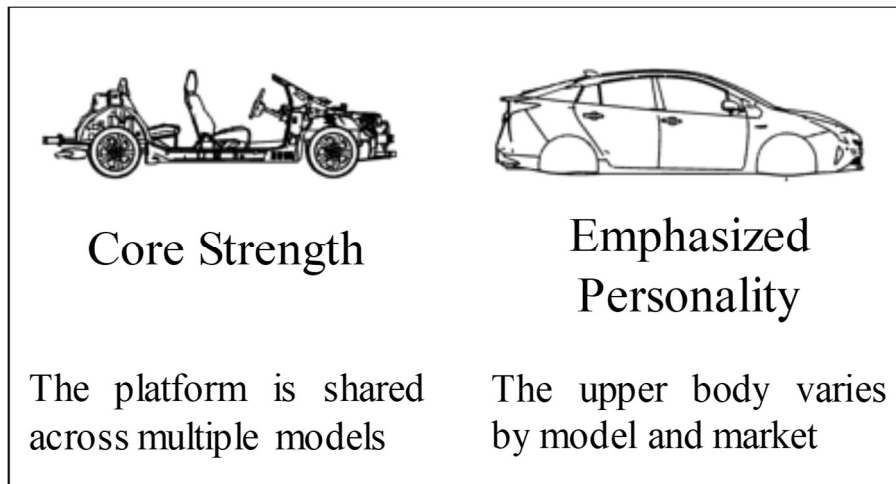 Core Strength
The platform is shared
across multiple models
Emphasized
Personality
The upper body varies
by model and market